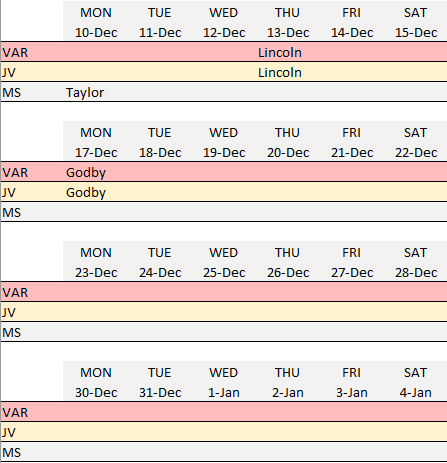 MON TUE WED THU FRI SAT
10-Dec 11-Dec 12-Dec 13-Dec 14-Dec 15-Dec
VAR Lincoln
JV Lincoln
MS Taylor
MON TUE WED THU FRI SAT
17-Dec 18-Dec 19-Dec 20-Dec 21-Dec 22-Dec
VAR Godby
JV Godby
MS
MON TUE WED THU FRI SAT
23-Dec 24-Dec 25-Dec 26-Dec 27-Dec 28-Dec
VAR
JV
MS
MON TUE WED THU FRI SAT
30-Dec 31-Dec 1-Jan 2-Jan 3-Jan 4-Jan
VAR
JV
MS